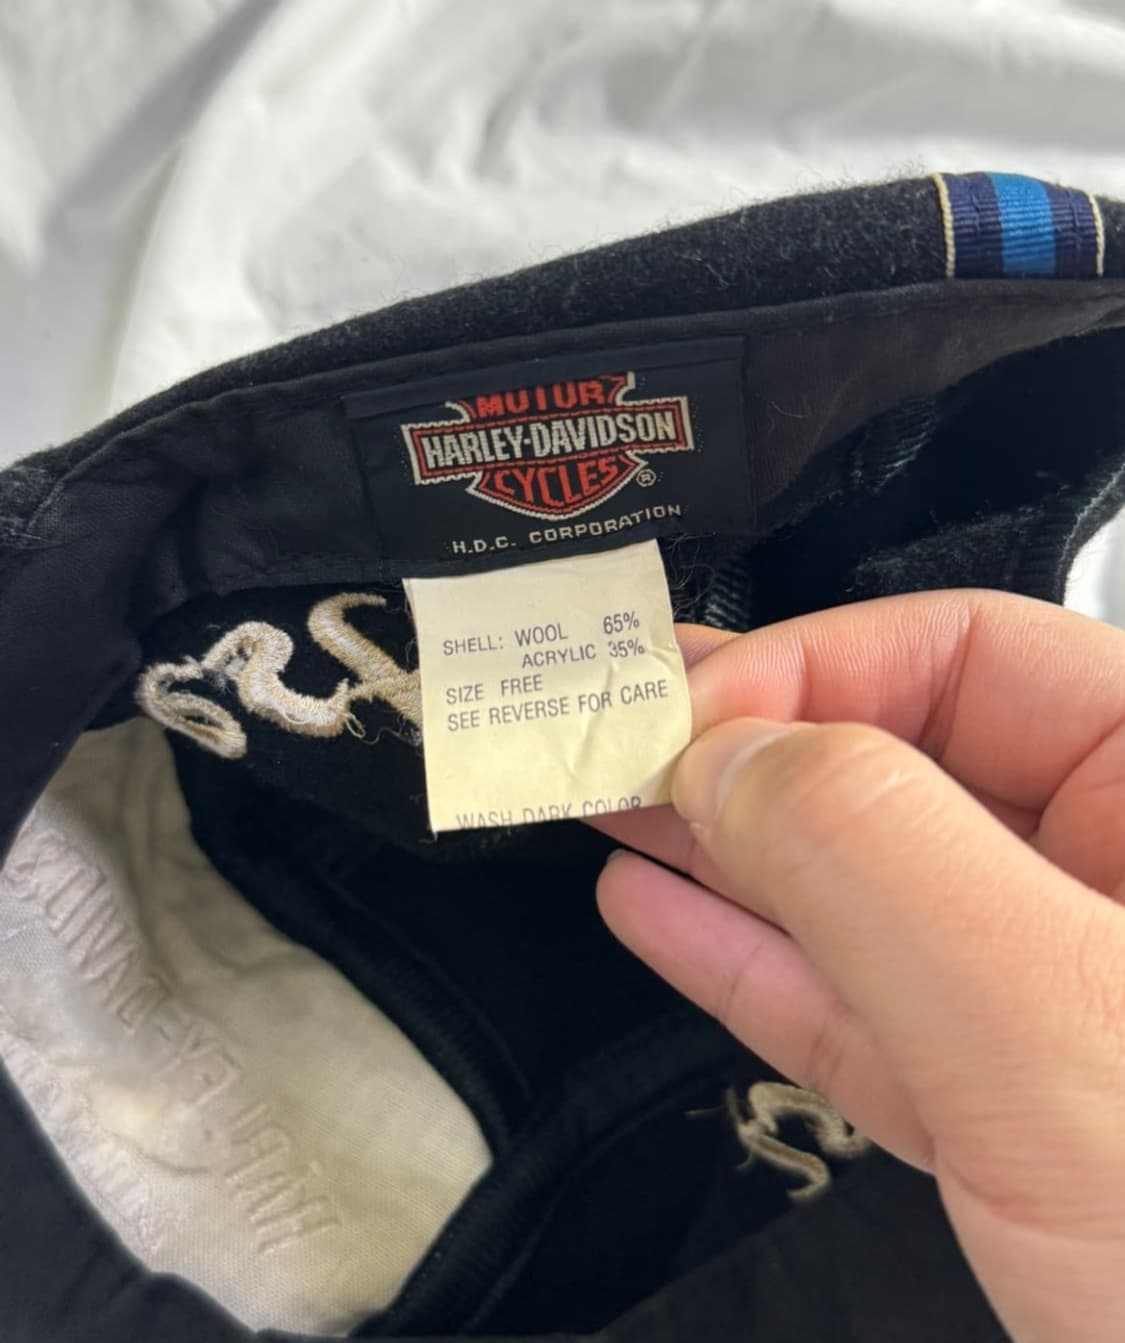 MOTOR
HARLEY-DAVIDSON
CYCLES ®
H.D.C. CORPORATION
SHELL: WOOL 65%
ACRYLIC 35%
SIZE FREE
SEE REVERSE FOR CARE
WASH DARK COLOR